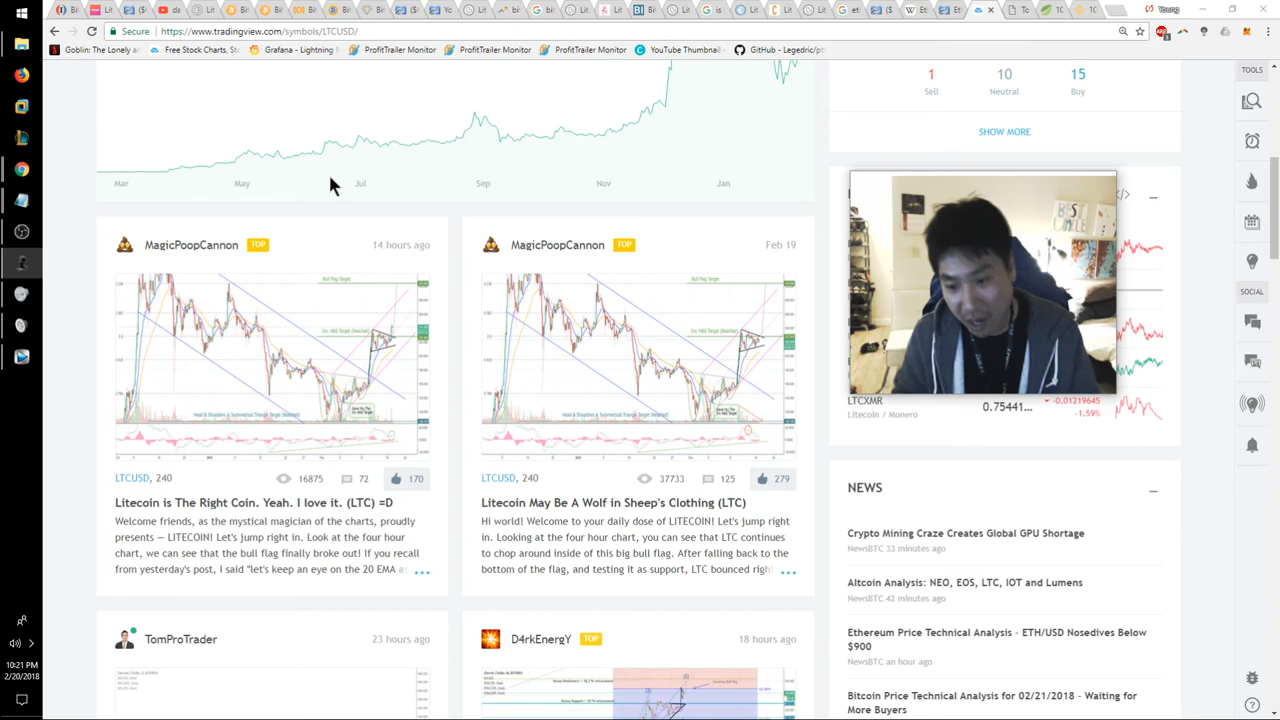 Young
Secure | https://www.tradingview.com/symbols/LTCUSD/
Goblin: The Lonely a
Free Stock Charts, St
Grafana - Lightning
ProfitTrailer Monitor
ProfitTrailer Monitor
ProfitTrailer Monitor
YouTube Thumbnail
GitHub - Legedric/pt
TOOLS
1 10 15
Sell Neutral Buy
SHOW MORE
Mar May Jul Sep Nov Jan
MagicPoopCannon TOP 14 hours ago
LTCUSD, 240 16875 72 170
Litecoin is The Right Coin. Yeah. I love it. (LTC) =D
Welcome friends, as the mystical magician of the charts, proudly
presents — LITECOIN! Let's jump right in. Look at the four hour
chart, we can see that the bull flag finally broke out! If you recall
from yesterday's post, I said "let's keep an eye on the 20 EMA as
MagicPoopCannon TOP Feb 19
LTCUSD, 240 37733 125 279
Litecoin May Be A Wolf in Sheep's Clothing (LTC)
Hi world! Welcome to your daily dose of LITECOIN! Let's jump right
in. Looking at the four hour chart, you can see that LTC continues
to chop around inside of this big bull flag. After falling back to the
bottom of the flag, and testing it as support, LTC bounced right
TomProTrader 23 hours ago
D4rkEnergY TOP 18 hours ago
SOCIAL
LTCXMR 0.75441... -0.01219645
Litecoin / Monero -1.59%
NEWS
Crypto Mining Craze Creates Global GPU Shortage
NewsBTC 33 minutes ago
Altcoin Analysis: NEO, EOS, LTC, IOT and Lumens
NewsBTC 42 minutes ago
Ethereum Price Technical Analysis – ETH/USD Nosedives Below
$900
NewsBTC an hour ago
Bitcoin Price Technical Analysis for 02/21/2018 – Waiting for
More Buyers
10:21 PM
2/20/2018